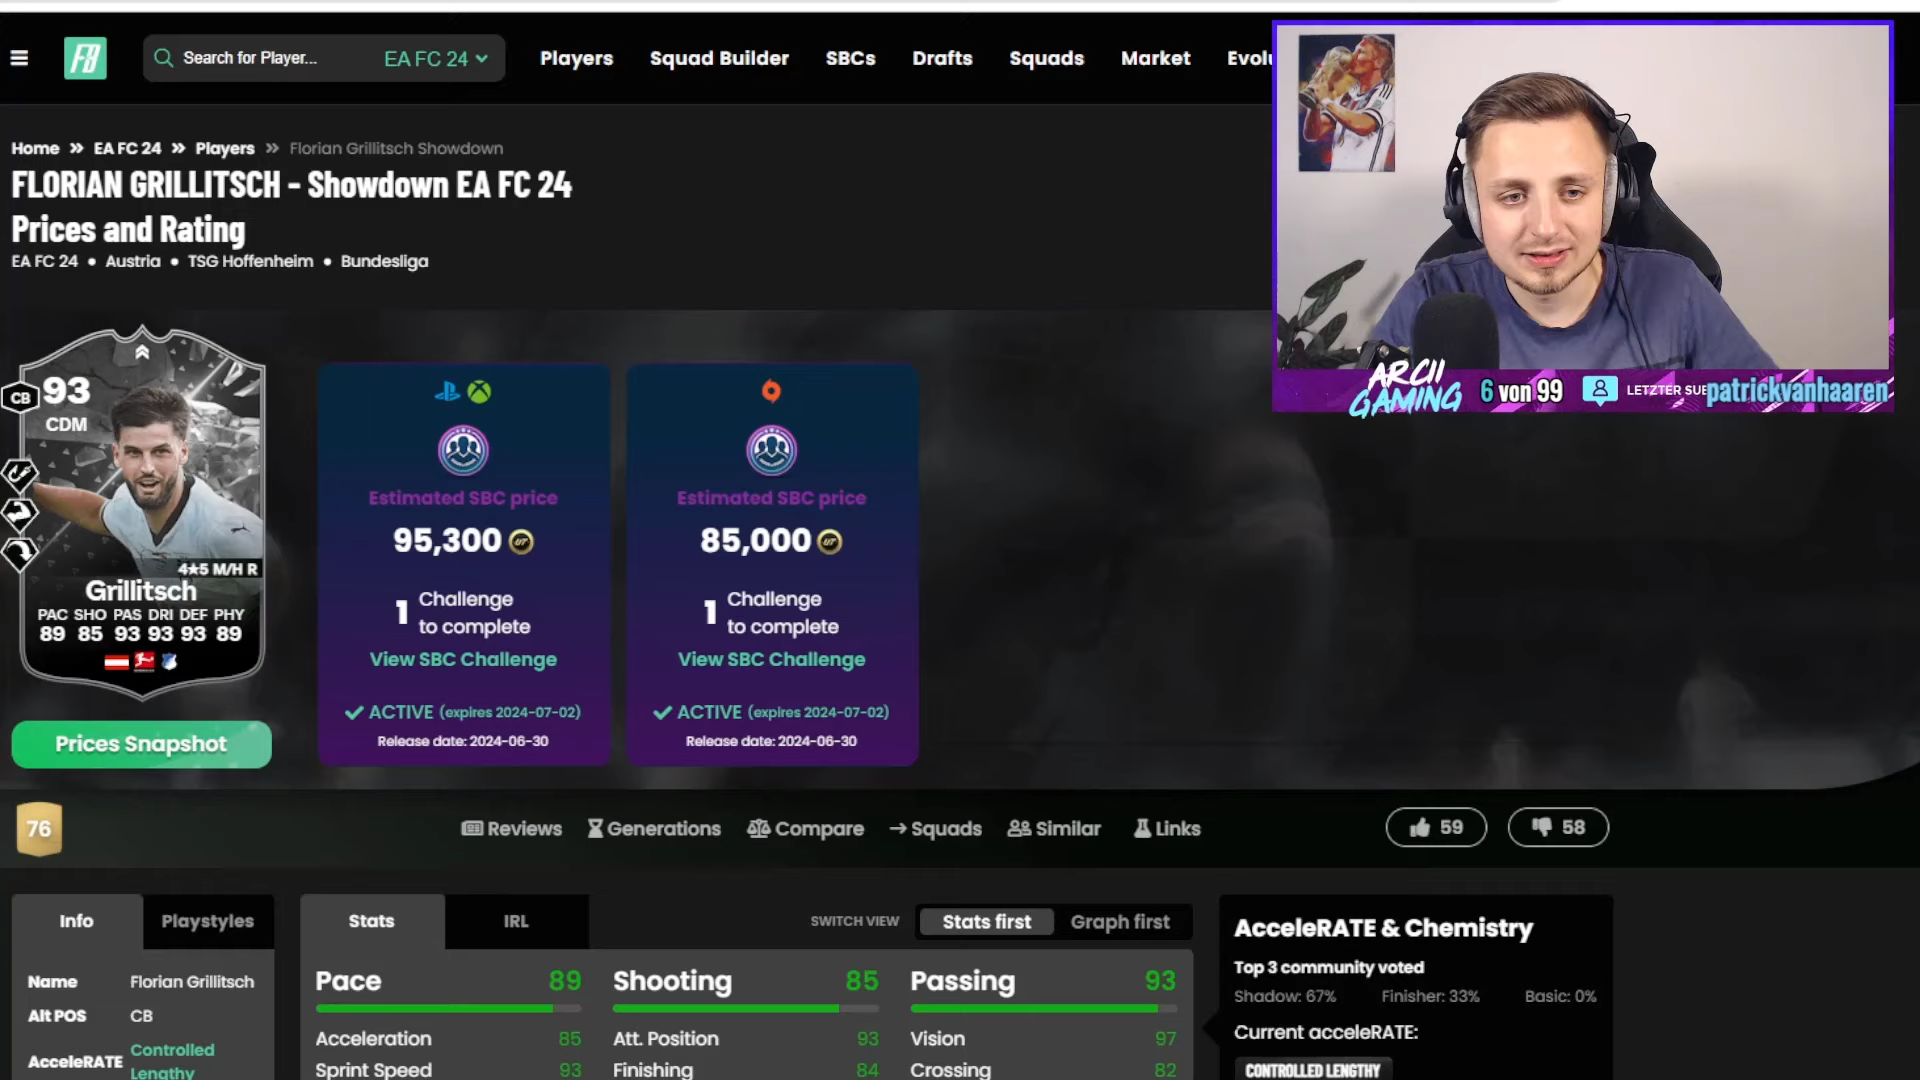 Search for Player... EA FC 24
Players Squad Builder SBCs Drafts Squads Market Evolu
Home » EA FC 24 » Players » Florian Grillitsch Showdown
FLORIAN GRILLITSCH - Showdown EA FC 24
Prices and Rating
EA FC 24 • Austria • TSG Hoffenheim • Bundesliga
CB
93
CDM
4★5 M/H R
Grillitsch
PAC SHO PAS DRI DEF PHY
89 85 93 93 93 89
Prices Snapshot
Estimated SBC price
95,300 UT
1 Challenge
to complete
View SBC Challenge
ACTIVE (expires 2024-07-02)
Release date: 2024-06-30
Estimated SBC price
85,000 UT
1 Challenge
to complete
View SBC Challenge
ACTIVE (expires 2024-07-02)
Release date: 2024-06-30
ARCII
GAMING
6 von 99
LETZTER SUB
patrickvanhaaren
76
Reviews Generations Compare Squads Similar Links
59 58
Info Playstyles
Name Florian Grillitsch
Alt POS CB
AcceleRATE Controlled
Lengthy
Stats IRL
SWITCH VIEW Stats first Graph first
Pace 89
Acceleration 85
Sprint Speed 93
Shooting 85
Att. Position 93
Finishing 84
Passing 93
Vision 97
Crossing 82
AcceleRATE & Chemistry
Top 3 community voted
Shadow: 67% Finisher: 33% Basic: 0%
Current acceleRATE:
CONTROLLED LENGTHY